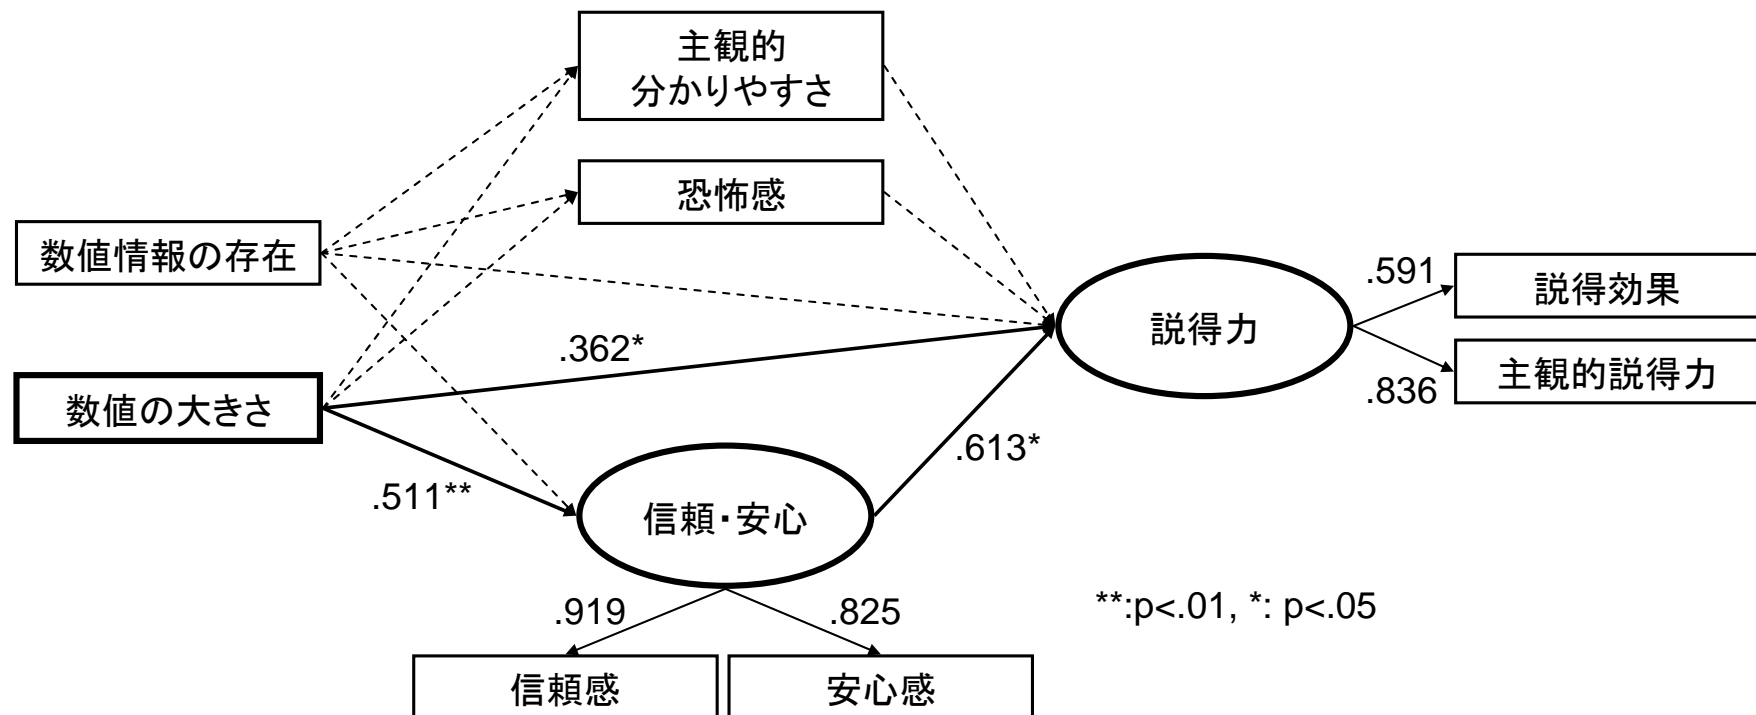 主観的
分かりやすさ
恐怖感
数値情報の存在
.591
説得効果
説得力
.362*
主観的説得力
.836
数値の大きさ
.613*
.511**
信頼・安心
.919
.825
**:p<.01, *: p<.05
信頼感
安心感